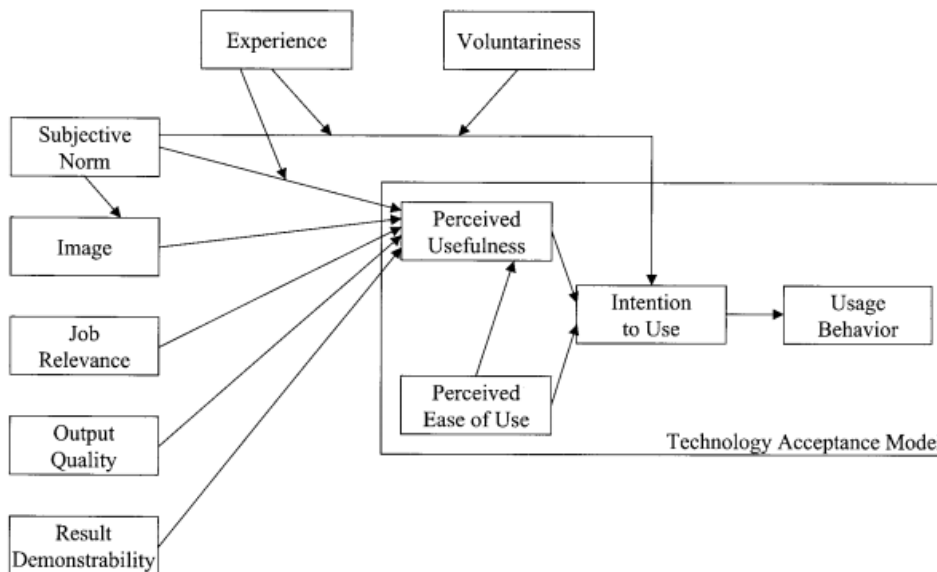 Experience
Voluntariness
Subjective
Norm
Image
Perceived
Usefulness
Intention
to Use
Usage
Behavior
Job
Relevance
Perceived
Ease of Use
Output
Quality
Technology Acceptance Mode
Result
Demonstrability